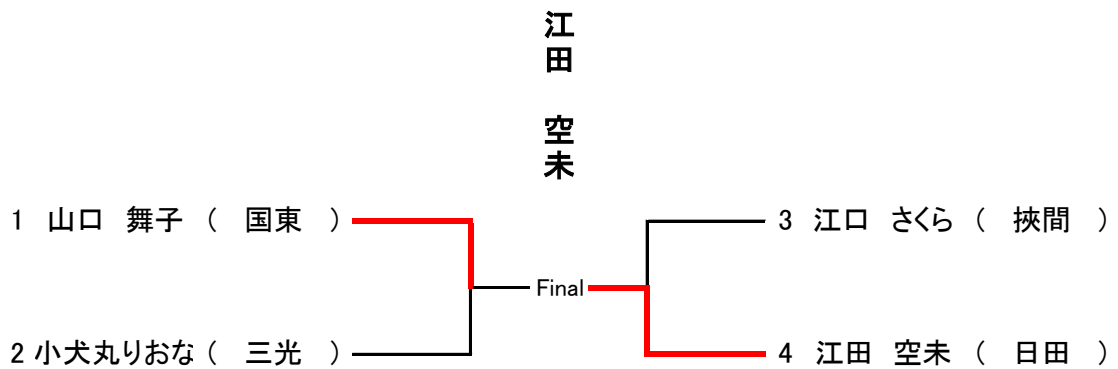 江田　空未
1　山口　舞子　(　国東　)
3　江口　さくら　(　挾間　)
Final
2 小犬丸りおな (　三光　)
4　江田　空未　(　日田　)